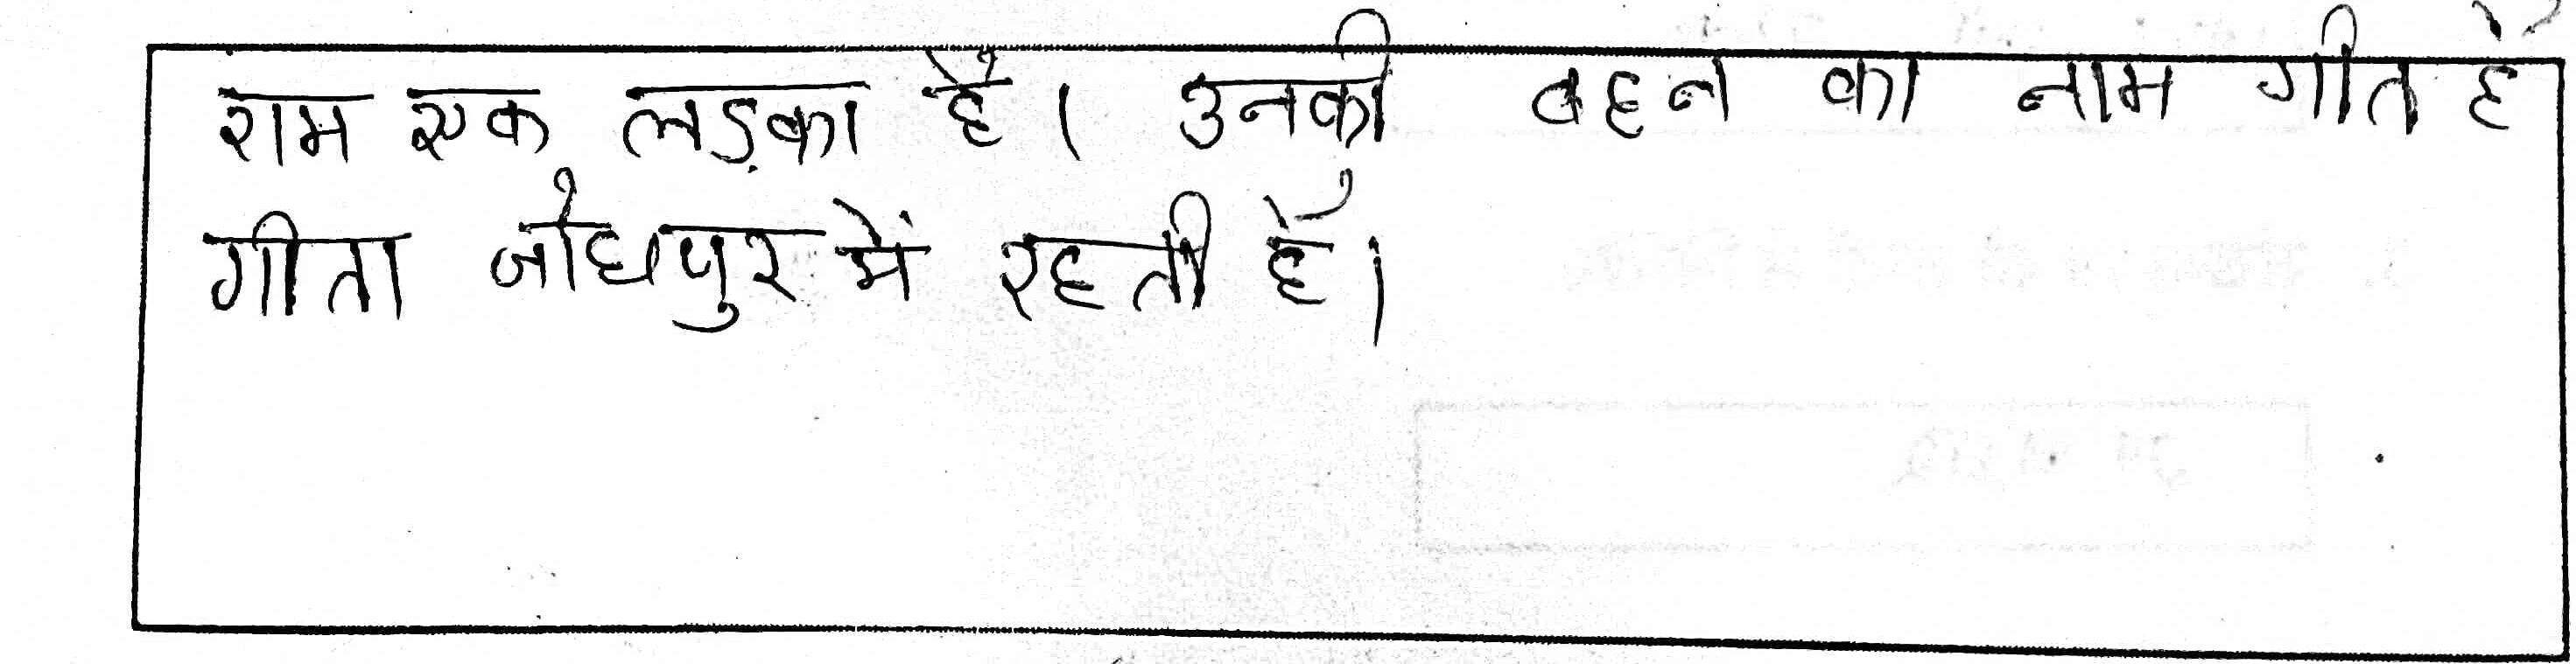 राम एक लड़का है। उनकी बहन का नाम गीत है
गीता जोधपुर में रहती है।